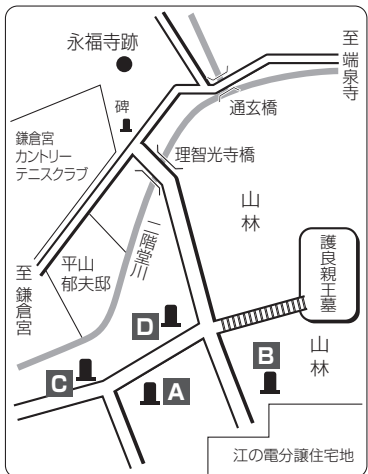 永福寺跡
至端泉寺
碑
通玄橋
鎌倉宮
カントリー
テニスクラブ
理智光寺橋
山林
二階堂川
護良親王墓
平山
郁夫邸
至鎌倉宮
山林
D
B
C
A
江の電分譲住宅地